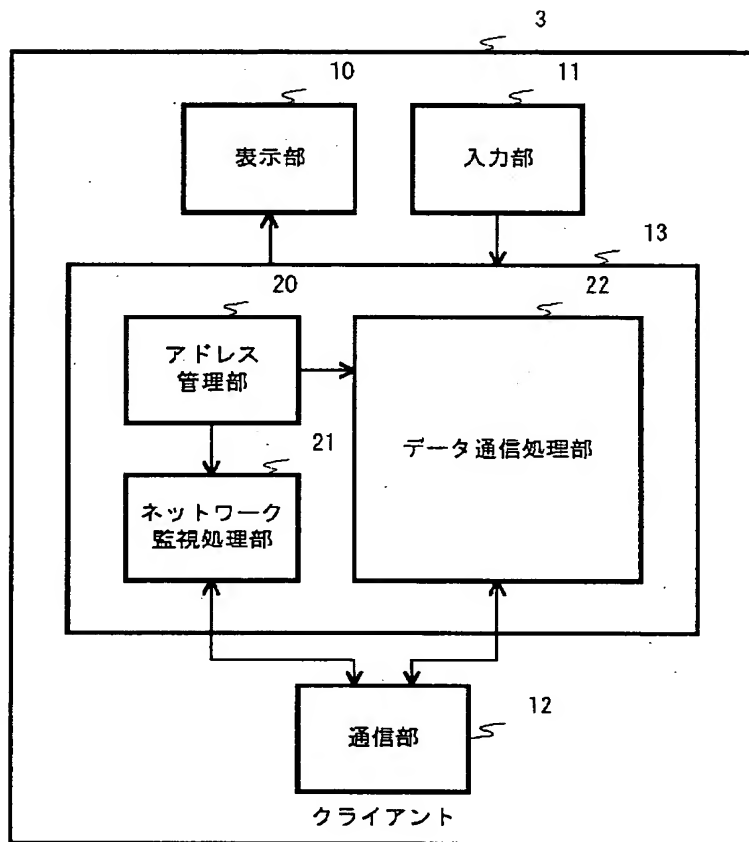 3
10
11
表示部
入力部
13
20
22
アドレス
管理部
データ通信処理部
21
ネットワーク
監視処理部
12
通信部
クライアント